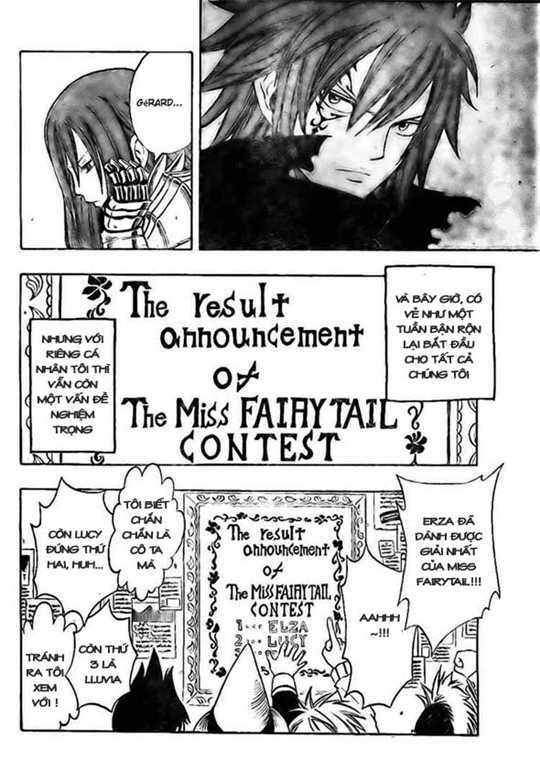 GÉRARD...
The result
announcement
of
The MISS FAIRY TAIL
CONTEST
VÀ BÂY GIỜ, CÓ
VẺ NHƯ MỘT
TUẦN BẬN RỘN
LẠI BẮT ĐẦU
CHO TẤT CẢ
CHÚNG TÔI
NHƯNG VỚI
RIÊNG CÁ
NHÂN TÔI THÌ
VẪN CÒN
MỘT VẤN ĐỀ
NGHIỆM
TRỌNG
ERZA ĐÃ
DÀNH ĐƯỢC
GIẢI NHẤT
CỦA MISS
FAIRYTAIL!!!
AAHHH
~!!!
TÔI BIẾT
CHẮN
CHẮN LÀ
CÔ TA
MÀ
CÒN LUCY
ĐỨNG THỨ
HAI, HUH...
The result
announcement
of
The MISS FAIRY TAIL
CONTEST
1... ELZA
2... LUCY
CÒN THỨ
3 LÀ
LLUVIA
TRÁNH
RA TÔI
XEM
VỚI !